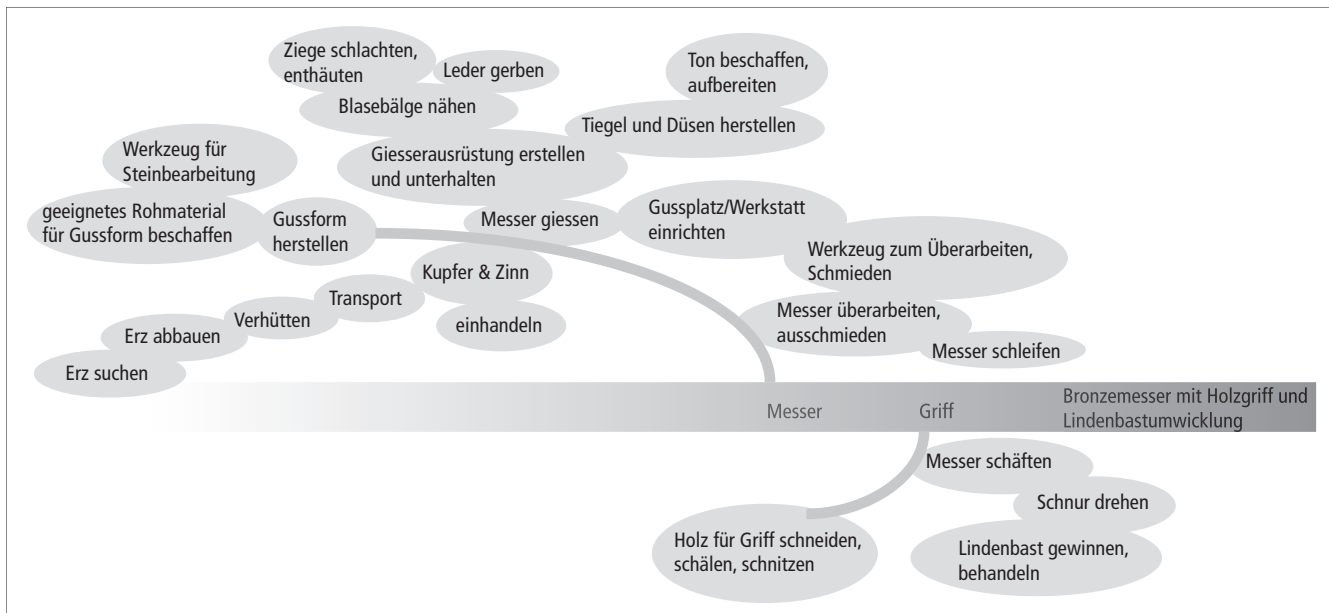 Ziege schlachten,
enthäuten
Leder gerben
Blasebälge nähen
Ton beschaffen,
aufbereiten
Tiegel und Düsen herstellen
Giesserausrüstung erstellen
und unterhalten
Werkzeug für
Steinbearbeitung
geeignetes Rohmaterial
für Gussform beschaffen
Gussform
herstellen
Messer giessen
Gussplatz/Werkstatt
einrichten
Werkzeug zum Überarbeiten,
Schmieden
Kupfer & Zinn
Transport
einhandeln
Verhütten
Erz abbauen
Erz suchen
Messer überarbeiten,
ausschmieden
Messer schleifen
Messer
Griff
Bronzemesser mit Holzgriff und
Lindenbastumwicklung
Messer schäften
Schnur drehen
Holz für Griff schneiden,
schälen, schnitzen
Lindenbast gewinnen,
behandeln